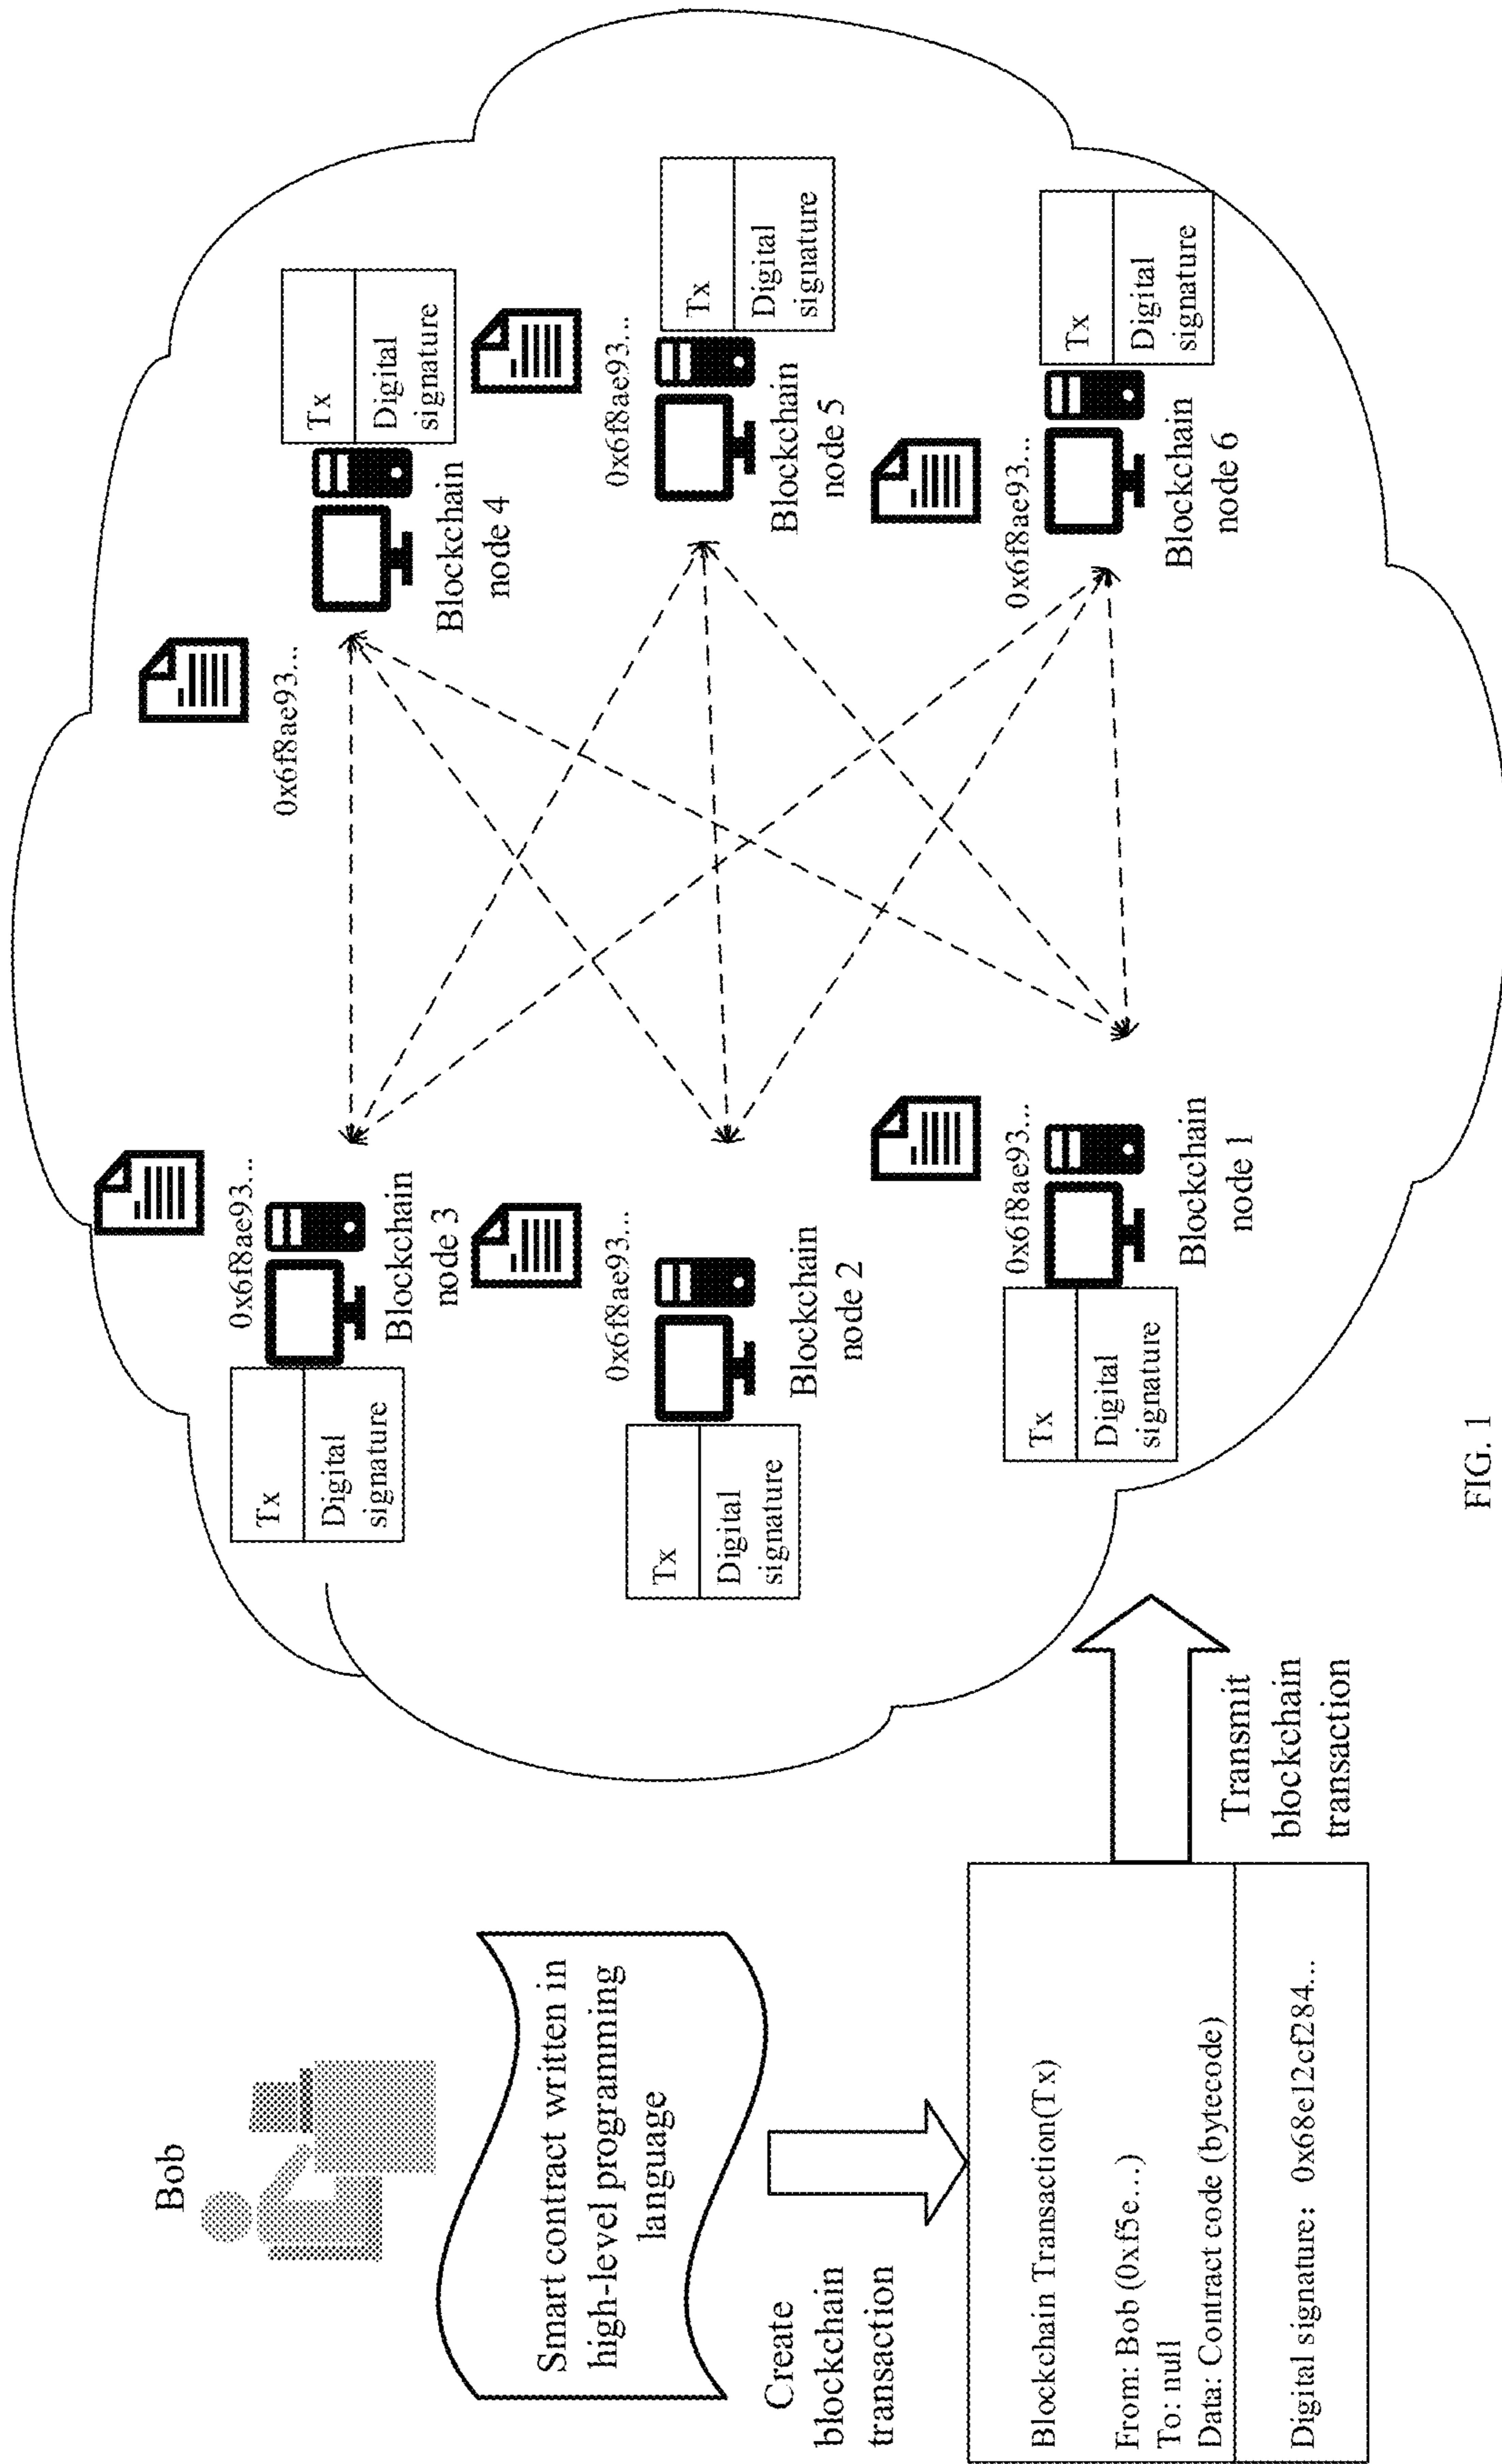 Bob
Smart contract written in
high-level programming
language
Create
blockchain
transaction
Blockchain Transaction(Tx)
From: Bob (0xf5e...)
To: null
Data: Contract code (bytecode)
Digital signature: 0x68e12cf284...
Transmit
blockchain
transaction
0x6f8ae93...
Tx
Digital
signature
Blockchain
node 3
0x6f8ae93...
Tx
Digital
signature
Blockchain
node 2
0x6f8ae93...
Tx
Digital
signature
Blockchain
node 1
0x6f8ae93...
Tx
Digital
signature
Blockchain
node 4
0x6f8ae93...
Tx
Digital
signature
Blockchain
node 5
0x6f8ae93...
Tx
Digital
signature
Blockchain
node 6
FIG. 1